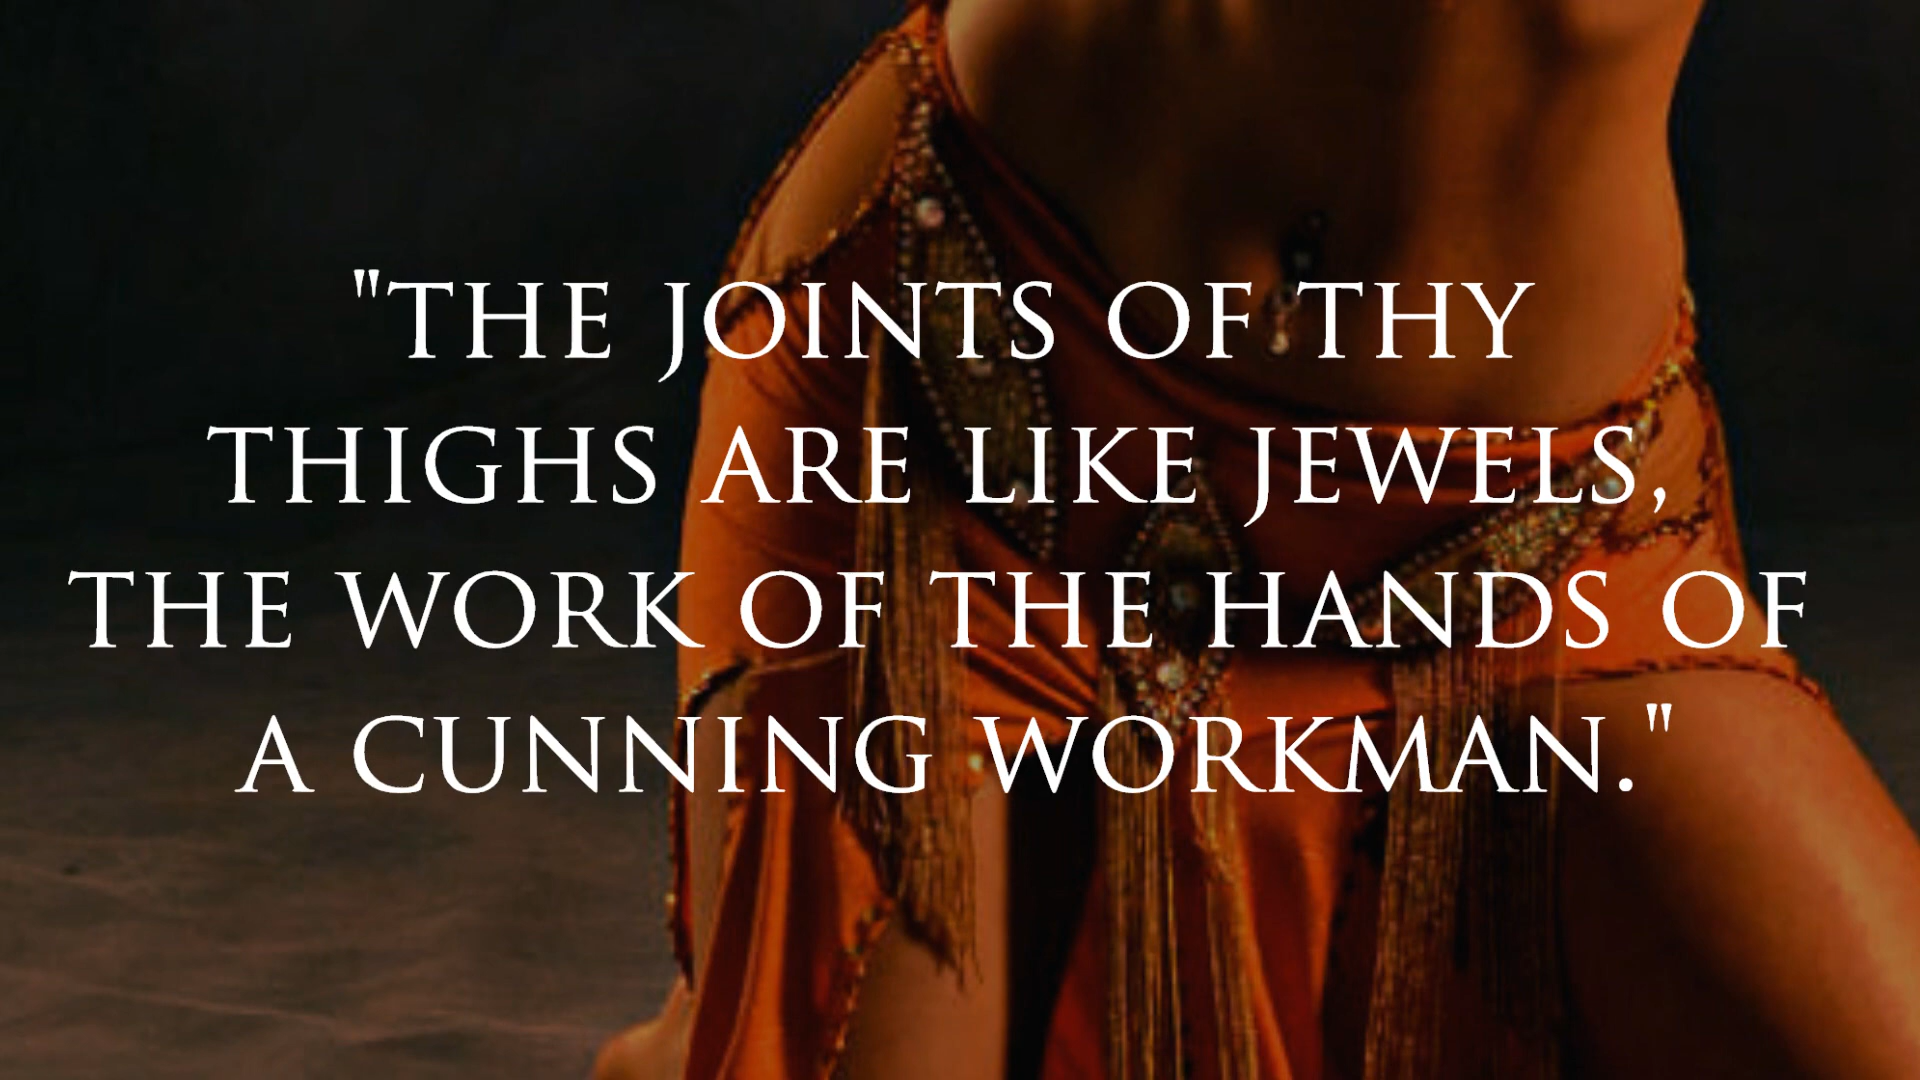 "THE JOINTS OF THY
THIGHS ARE LIKE JEWELS,
THE WORK OF THE HANDS OF
A CUNNING WORKMAN."